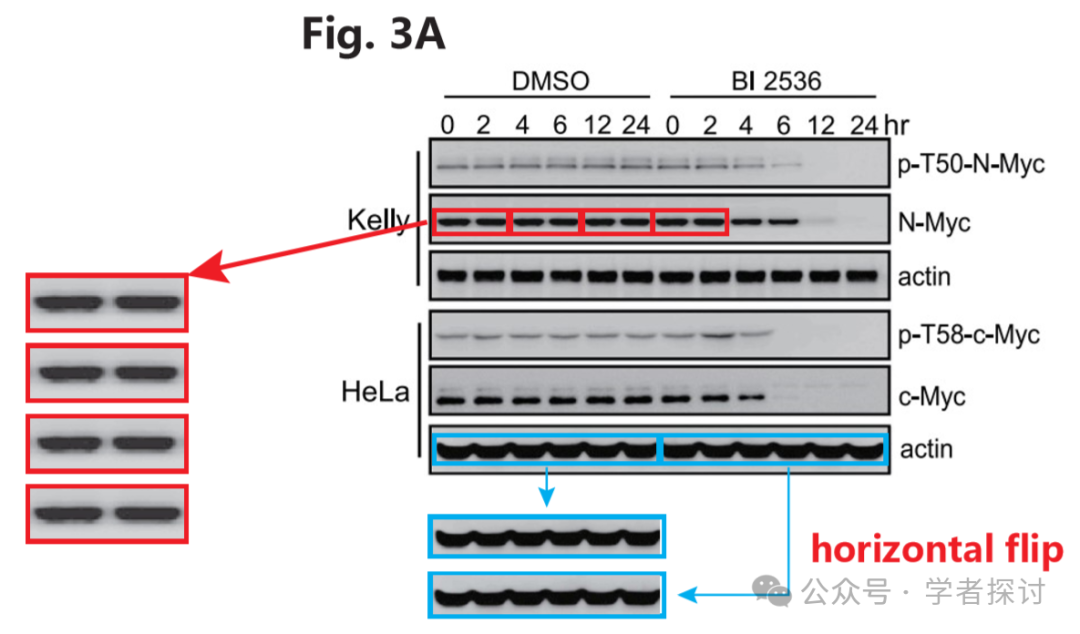 Fig. 3A
DMSO BI 2536
0 2 4 6 12 24 0 2 4 6 12 24 hr
p-T50-N-Myc
Kelly N-Myc
actin
p-T58-c-Myc
HeLa c-Myc
actin
horizontal flip
公众号 · 学者探讨